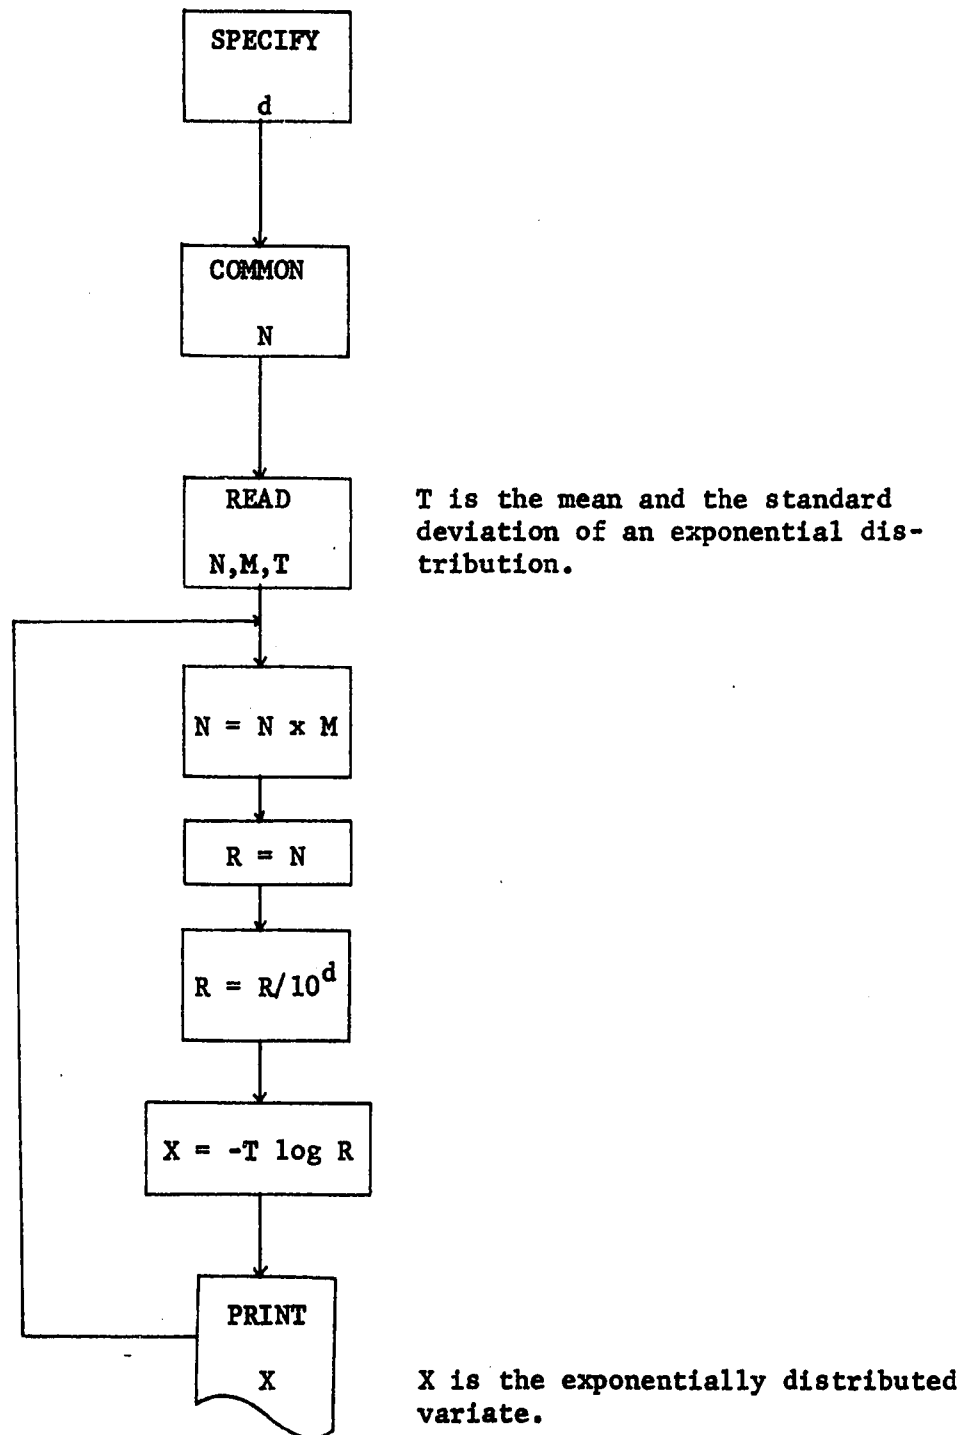 SPECIFY
d
COMMON
N
READ
N,M,T
T is the mean and the standard
deviation of an exponential dis-
tribution.
N = N x M
R = N
R = R/10^d
X = -T log R
PRINT
X
X is the exponentially distributed
variate.